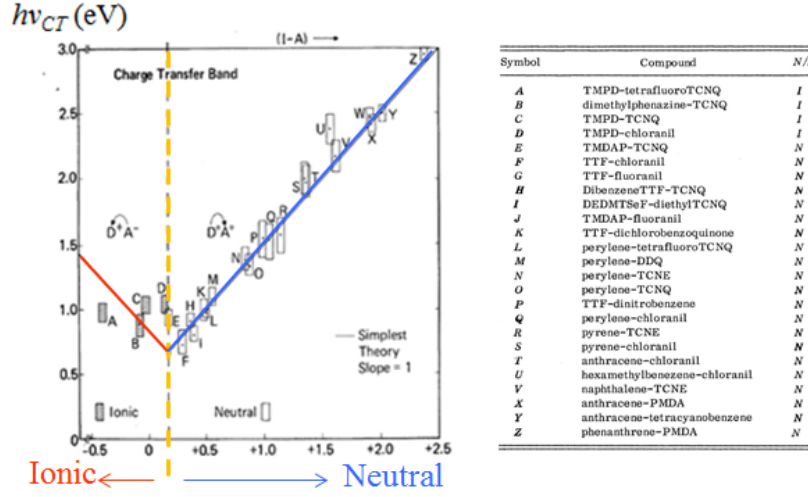 hνCT (eV)
(I-A) →
3.0
Charge Transfer Band
2.5
2.0
1.5
1.0
0.5
0
-0.5 0 +0.5 +1.0 +1.5 +2.0 +2.5
D+A-
D+A+
A
B
C
D
E
F
H
I
K
L
M
N
O
P
Q
R
S
T
U
V
W
X
Y
Z
Simplest
Theory
Slope = 1
Ionic
Neutral
Ionic
Neutral
Symbol Compound N/
A TMPD-tetrafluoroTCNQ I
B dimethylphenazine-TCNQ I
C TMPD-TCNQ I
D TMPD-chloranil I
E TMDAP-TCNQ N
F TTF-chloranil N
G TTF-fluoranil N
H DibenzeneTTF-TCNQ N
I DEDMTSeF-diethylTCNQ N
J TMDAP-fluoranil N
K TTF-dichlorobenzoquinone N
L perylene-tetrafluoroTCNQ N
M perylene-DDQ N
N perylene-TCNE N
O perylene-TCNQ N
P TTF-dinitrobenzene N
Q perylene-chloranil N
R pyrene-TCNE N
S pyrene-chloranil N
T anthracene-chloranil N
U hexamethylbenezene-chloranil N
V naphthalene-TCNE N
X anthracene-PMDA N
Y anthracene-tetracyanobenzene N
Z phenanthrene-PMDA N